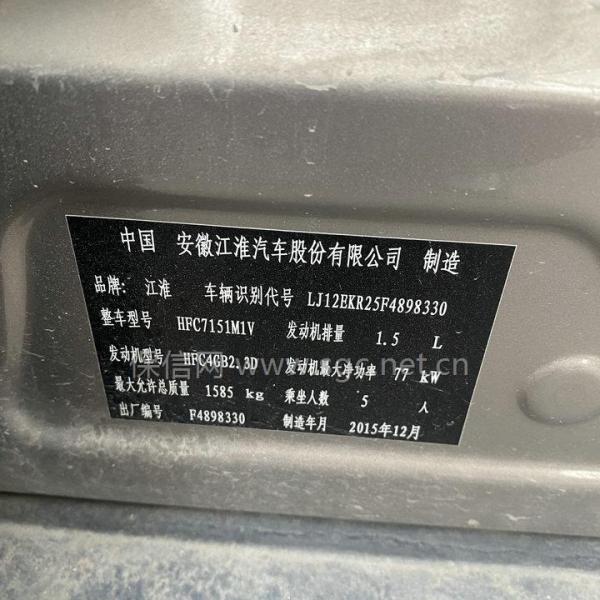 中国 安徽江淮汽车股份有限公司 制造
品牌: 江淮 车辆识别代号 LJ12EKR25F4898330
整车型号 HFC7151M1V 发动机排量 1.5 L
发动机型号 HFC4GB2.3D 发动机最大净功率 77 kW
最大允许总质量 1585 kg 乘坐人数 5 人
出厂编号 F4898330 制造年月 2015年12月
保信网 www.rgc.net.cn